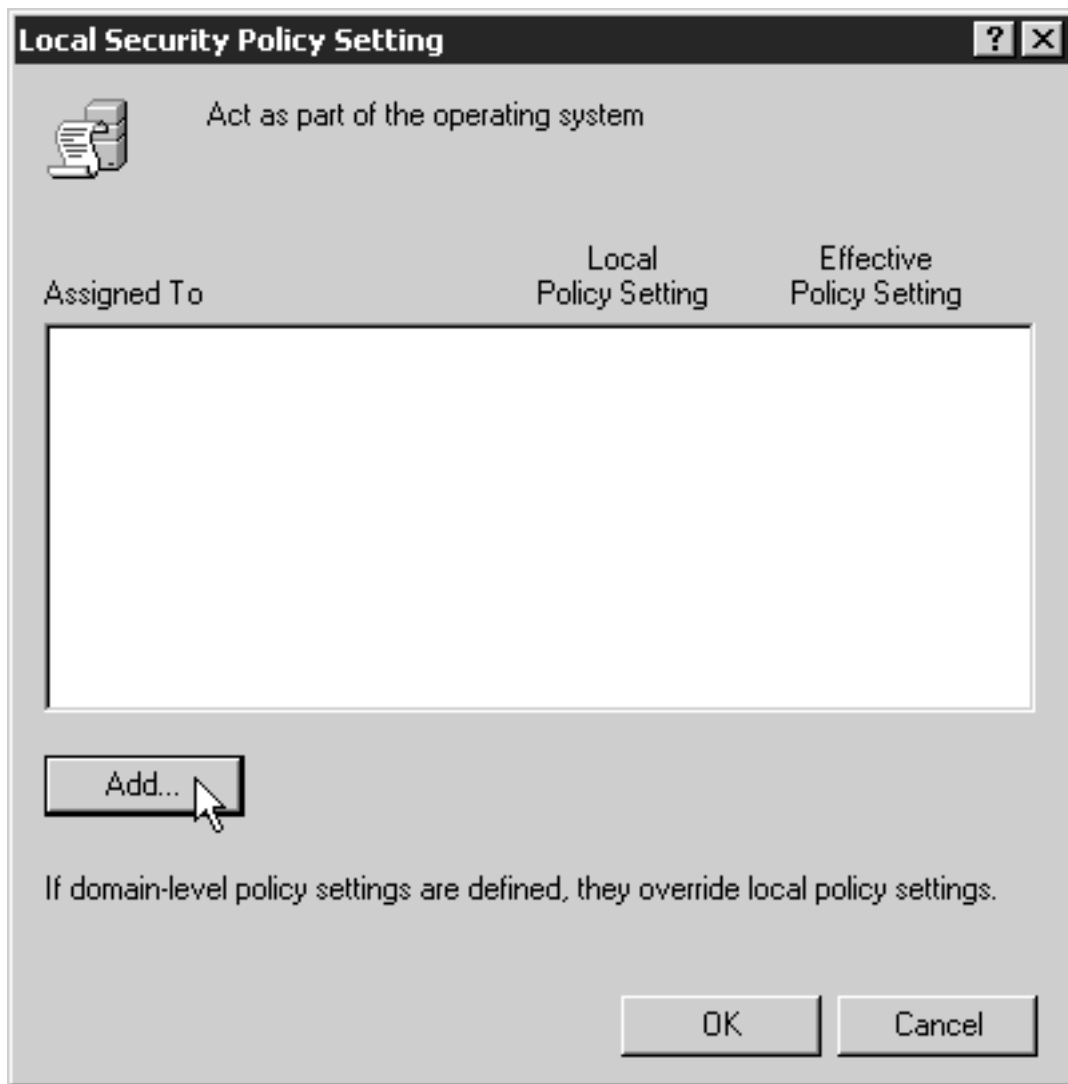 Local Security Policy Setting
?
Act as part of the operating system
Assigned To
Local
Policy Setting
Effective
Policy Setting
Add...
If domain-level policy settings are defined, they override local policy settings.
OK
Cancel